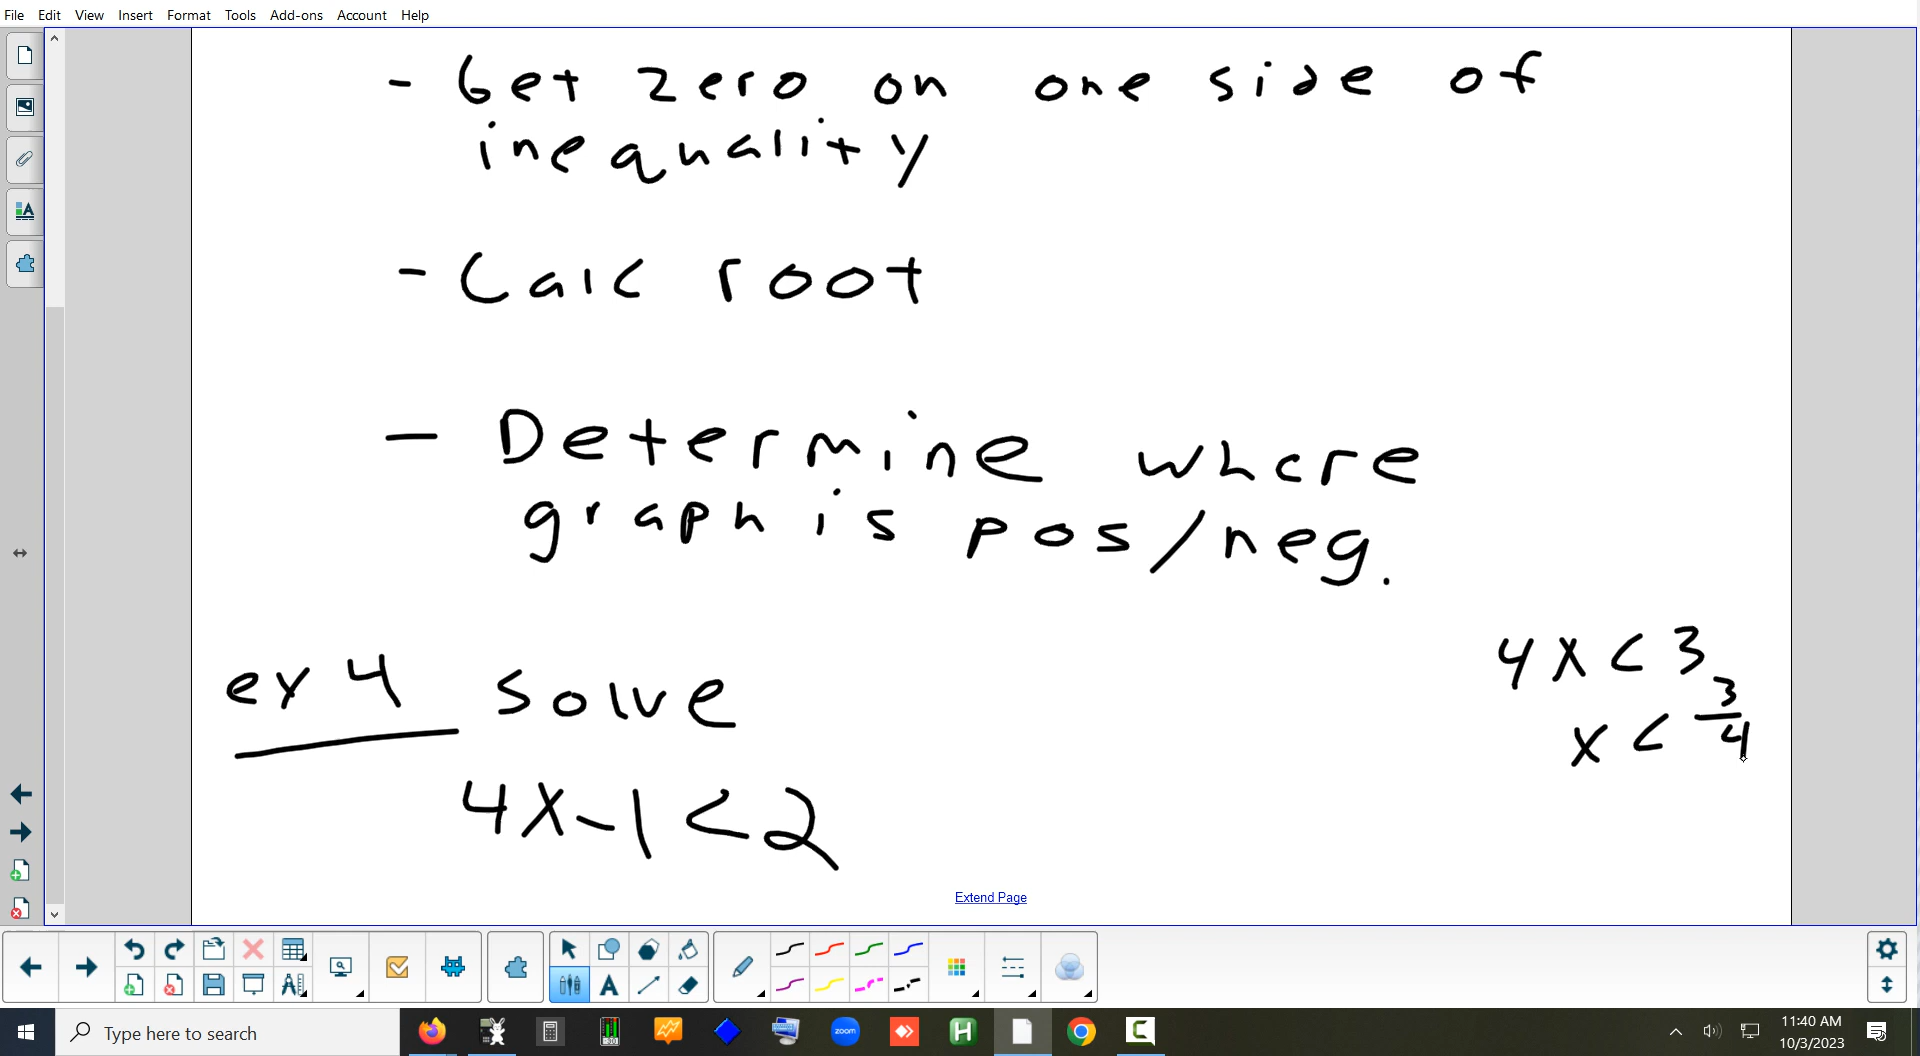 File Edit View Insert Format Tools Add-ons Account Help
- Get zero on one side of
inequality
- Calc root
- Determine where
graph is pos/neg.
4x < 3
x < 3/4
ex 4 solve
4x-1 < 2
Extend Page
Type here to search
zoom
11:40 AM
10/3/2023